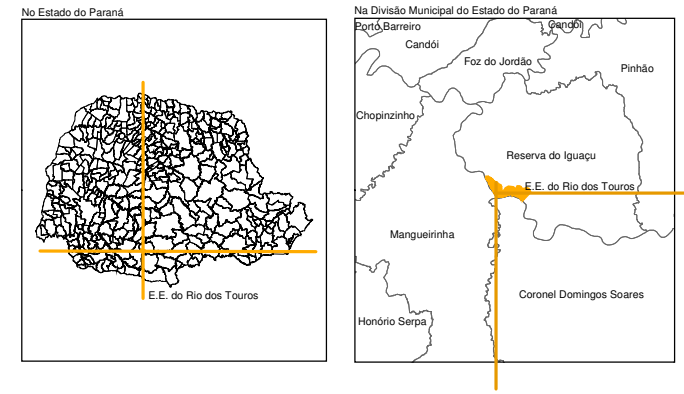 No Estado do Paraná
E.E. do Rio dos Touros
Na Divisão Municipal do Estado do Paraná
Porto Barreiro
Candói
Candói
Foz do Jordão
Pinhão
Chopinzinho
Reserva do Iguaçu
E.E. do Rio dos Touros
Mangueirinha
Coronel Domingos Soares
Honório Serpa